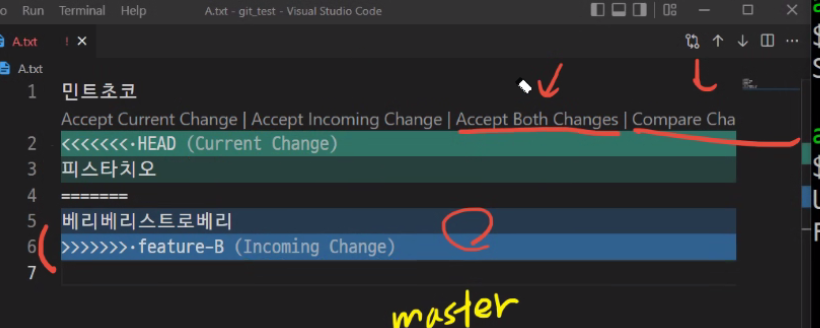 o Run Terminal Help A.txt - git_test - Visual Studio Code
A.txt !
A.txt
1 민트초코
Accept Current Change | Accept Incoming Change | Accept Both Changes | Compare Cha
2 <<<<<<<·HEAD (Current Change)
3 피스타치오
4 =======
5 베리베리스트로베리
6 >>>>>>>·feature-B (Incoming Change)
7
master